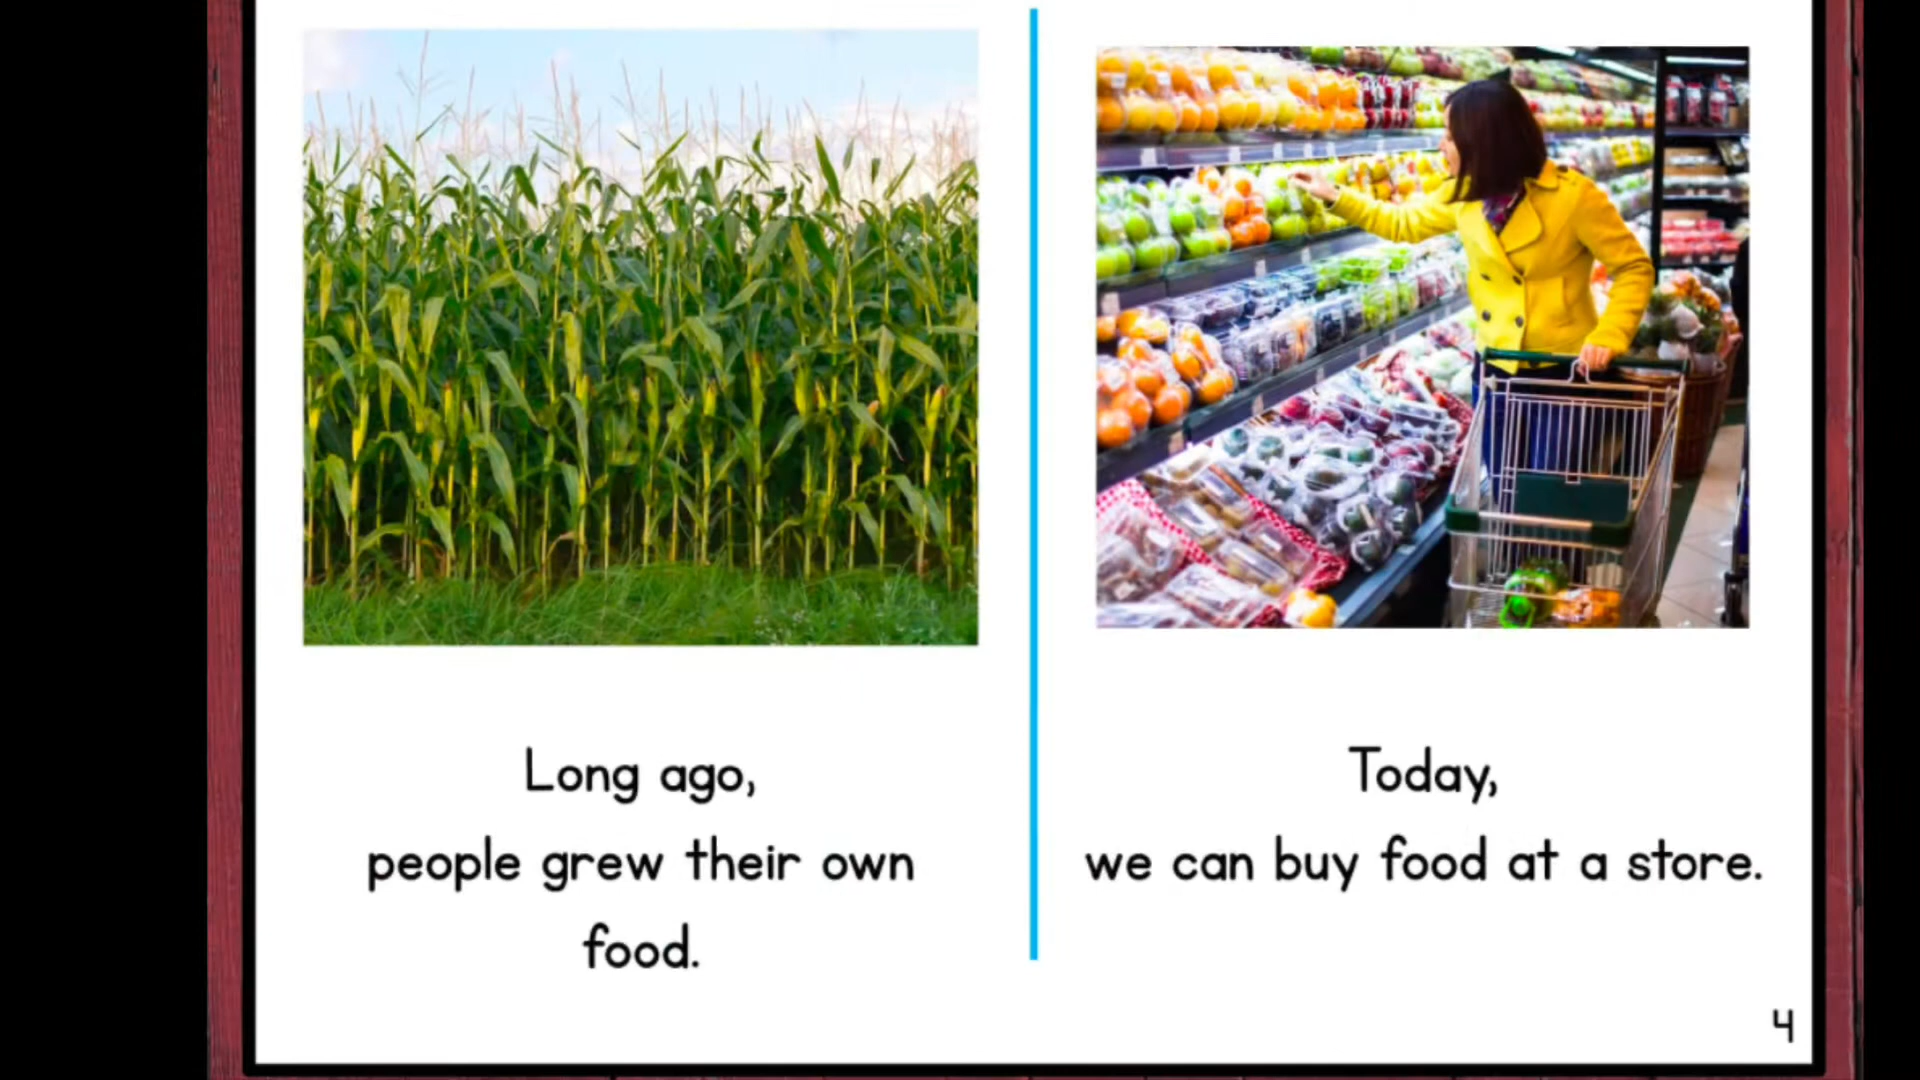 Long ago,
people grew their own
food.
Today,
we can buy food at a store.
4